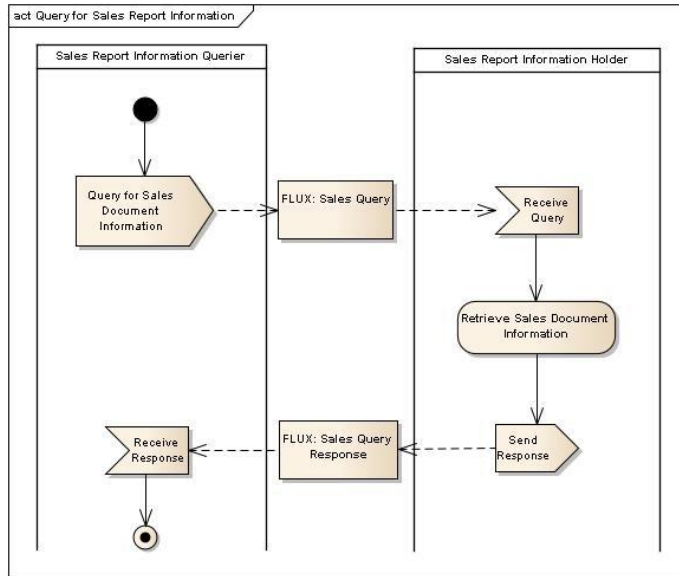 act Query for Sales Report Information
Sales Report Information Querier
Sales Report Information Holder
Query for Sales
Document
Information
FLUX: Sales Query
Receive
Query
Retrieve Sales Document
Information
Receive
Response
FLUX: Sales Query
Response
Send
Response